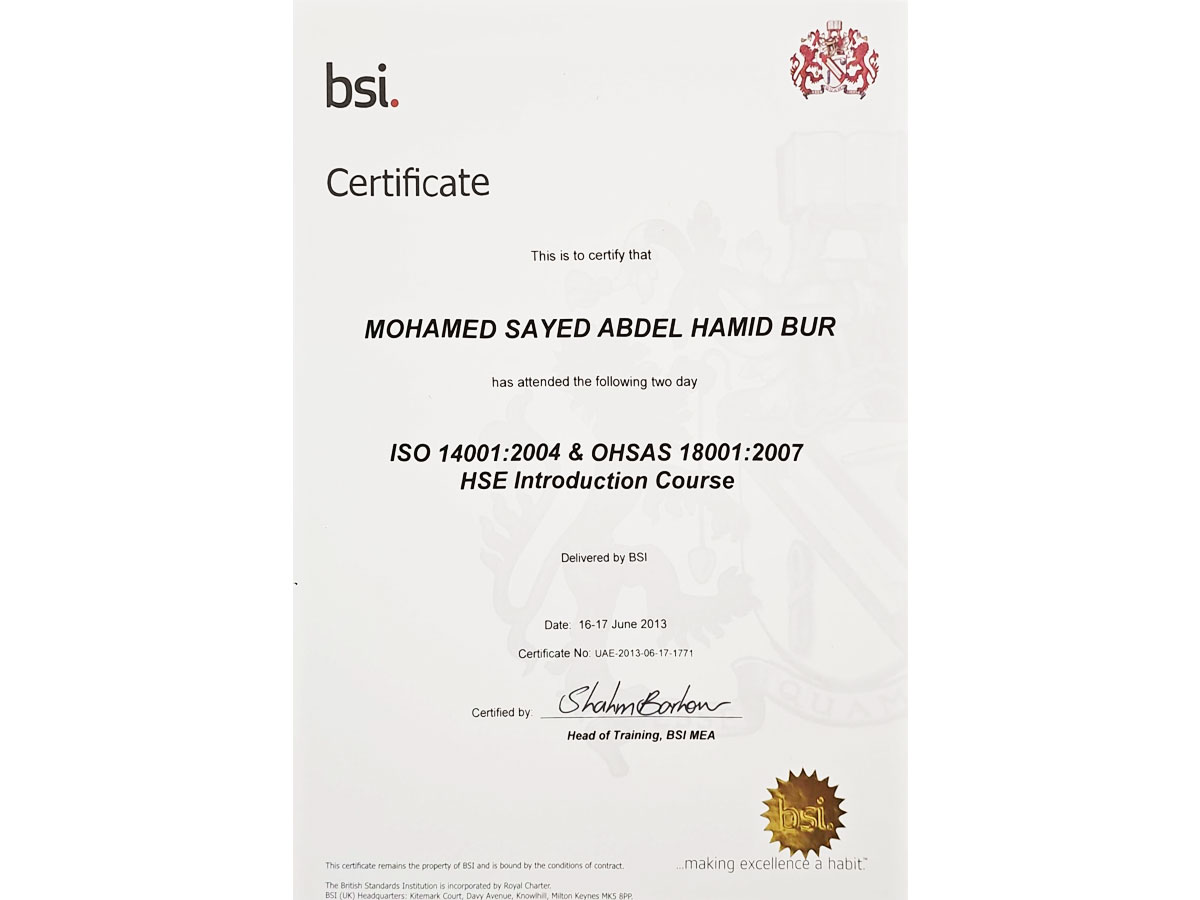 bsi.
Certificate
This is to certify that
MOHAMED SAYED ABDEL HAMID BUR
has attended the following two day
ISO 14001:2004 & OHSAS 18001:2007
HSE Introduction Course
Delivered by BSI
Date: 16-17 June 2013
Certificate No: UAE-2013-06-17-1771
Certified by:
Head of Training, BSI MEA
bsi.
...making excellence a habit.™
This certificate remains the property of BSI and is bound by the conditions of contract.
The British Standards Institution is incorporated by Royal Charter.
BSI (UK) Headquarters: Kitemark Court, Davy Avenue, Knowlhill, Milton Keynes MK5 8PP.